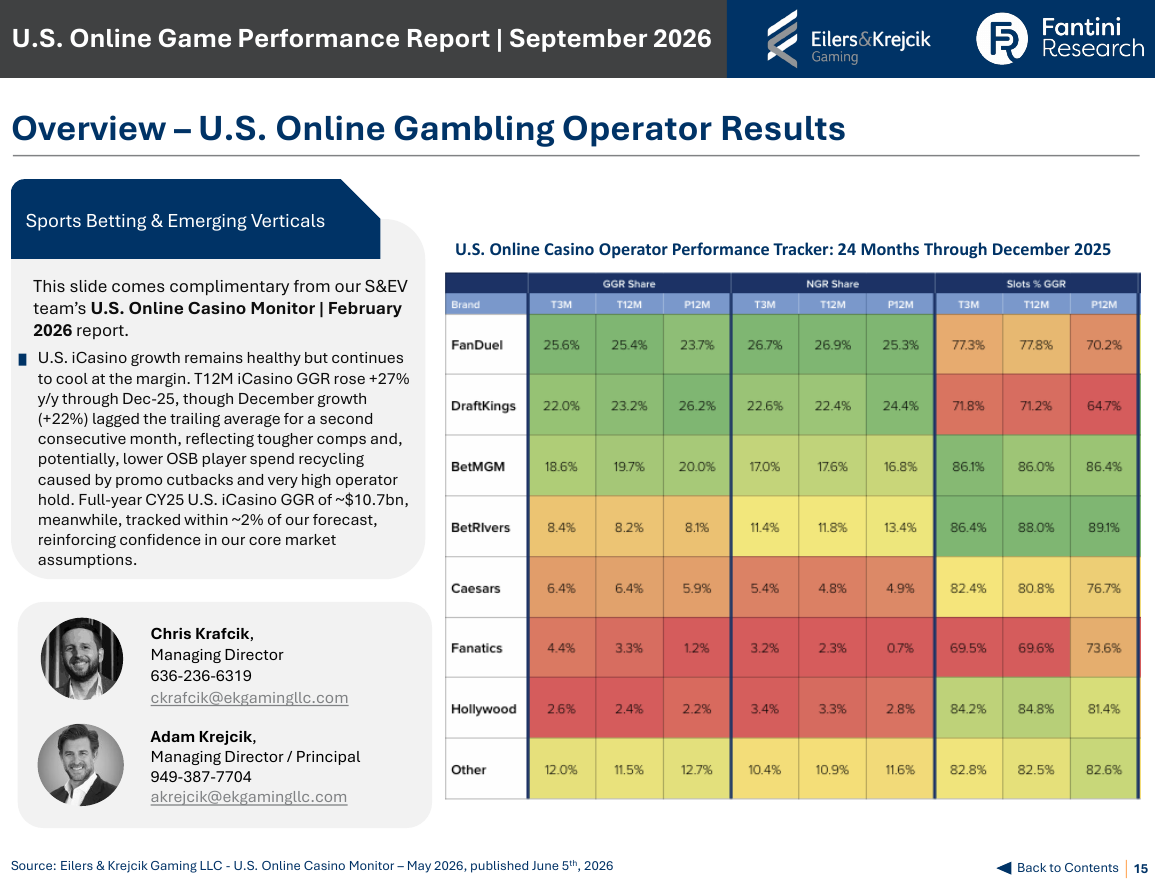 U.S. Online Game Performance Report | September 2026
Eilers&Krejcik
Gaming
Fantini
Research
Overview – U.S. Online Gambling Operator Results
Sports Betting & Emerging Verticals
This slide comes complimentary from our S&EV
team's U.S. Online Casino Monitor | February
2026 report.
U.S. iCasino growth remains healthy but continues
to cool at the margin. T12M iCasino GGR rose +27%
y/y through Dec-25, though December growth
(+22%) lagged the trailing average for a second
consecutive month, reflecting tougher comps and,
potentially, lower OSB player spend recycling
caused by promo cutbacks and very high operator
hold. Full-year CY25 U.S. iCasino GGR of ~$10.7bn,
meanwhile, tracked within ~2% of our forecast,
reinforcing confidence in our core market
assumptions.
Chris Krafcik,
Managing Director
636-236-6319
ckrafcik@ekgamingllc.com
Adam Krejcik,
Managing Director / Principal
949-387-7704
akrejcik@ekgamingllc.com
U.S. Online Casino Operator Performance Tracker: 24 Months Through December 2025
GGR Share NGR Share Slots % GGR
Brand T3M T12M P12M T3M T12M P12M T3M T12M P12M
FanDuel 25.6% 25.4% 23.7% 26.7% 26.9% 25.3% 77.3% 77.8% 70.2%
DraftKings 22.0% 23.2% 26.2% 22.6% 22.4% 24.4% 71.8% 71.2% 64.7%
BetMGM 18.6% 19.7% 20.0% 17.0% 17.6% 16.8% 86.1% 86.0% 86.4%
BetRIvers 8.4% 8.2% 8.1% 11.4% 11.8% 13.4% 86.4% 88.0% 89.1%
Caesars 6.4% 6.4% 5.9% 5.4% 4.8% 4.9% 82.4% 80.8% 76.7%
Fanatics 4.4% 3.3% 1.2% 3.2% 2.3% 0.7% 69.5% 69.6% 73.6%
Hollywood 2.6% 2.4% 2.2% 3.4% 3.3% 2.8% 84.2% 84.8% 81.4%
Other 12.0% 11.5% 12.7% 10.4% 10.9% 11.6% 82.8% 82.5% 82.6%
Source: Eilers & Krejcik Gaming LLC - U.S. Online Casino Monitor – May 2026, published June 5th, 2026
Back to Contents
15